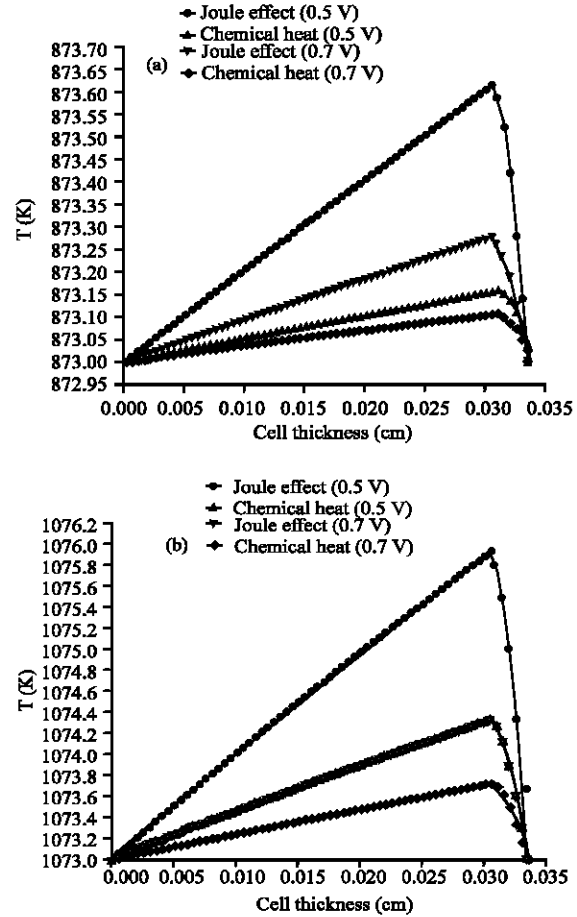 Joule effect (0.5 V)
Chemical heat (0.5 V)
Joule effect (0.7 V)
Chemical heat (0.7 V)
(a)
873.70
873.65
873.60
873.55
873.50
873.45
873.40
873.35
873.30
873.25
873.20
873.15
873.10
873.05
873.00
872.95
T (K)
0.000 0.005 0.010 0.015 0.020 0.025 0.030 0.035
Cell thickness (cm)
Joule effect (0.5 V)
Chemical heat (0.5 V)
Joule effect (0.7 V)
Chemical heat (0.7 V)
(b)
1076.2
1076.0
1075.8
1075.6
1075.4
1075.2
1075.0
1074.8
1074.6
1074.4
1074.2
1074.0
1073.8
1073.6
1073.4
1073.2
1073.0
T (K)
0.000 0.005 0.010 0.015 0.020 0.025 0.030 0.035
Cell thickness (cm)